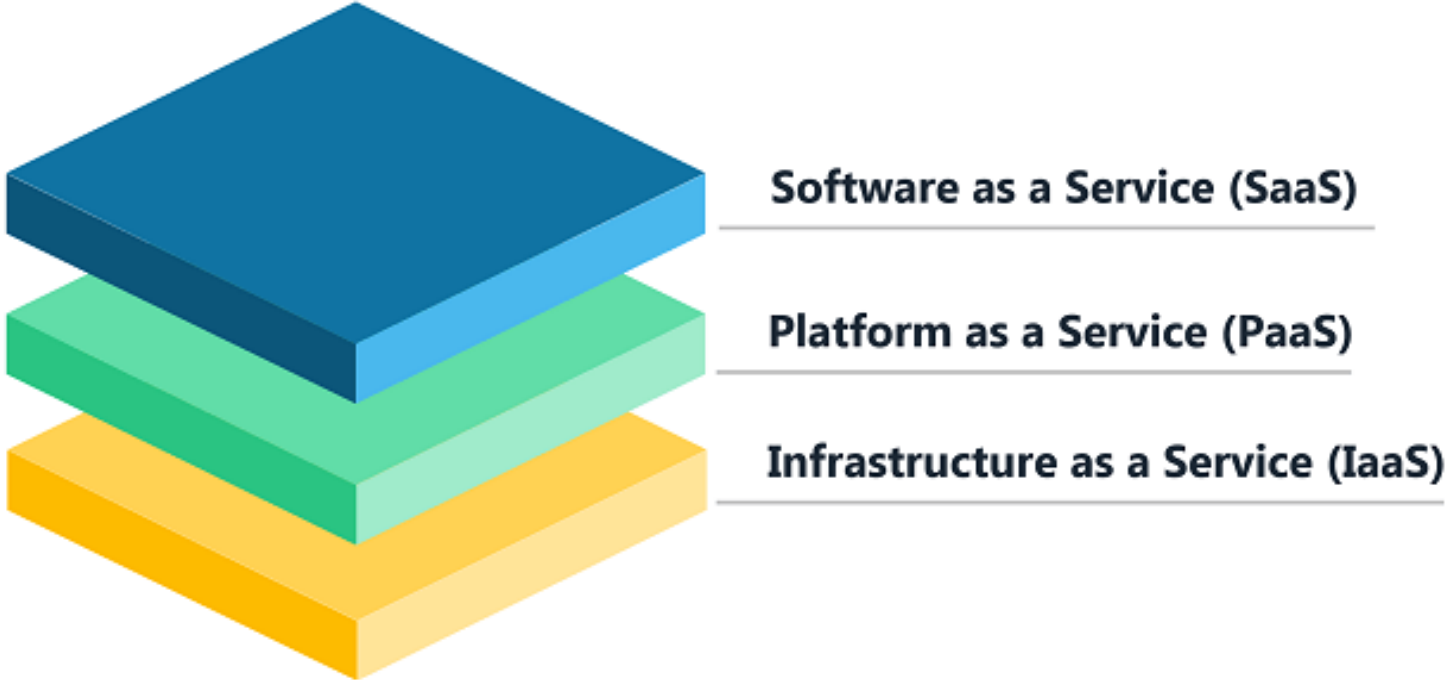 Software as a Service (SaaS)
Platform as a Service (PaaS)
Infrastructure as a Service (IaaS)